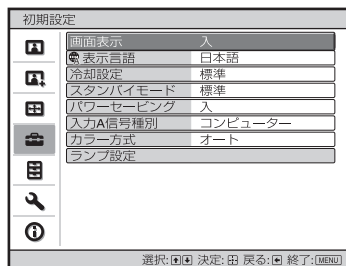 初期設定
画面表示 入
表示言語 日本語
冷却設定 標準
スタンバイモード 標準
パワーセービング 入
入力A信号種別 コンピューター
カラー方式 オート
ランプ設定
選択: 決定: 戻る: 終了:MENU